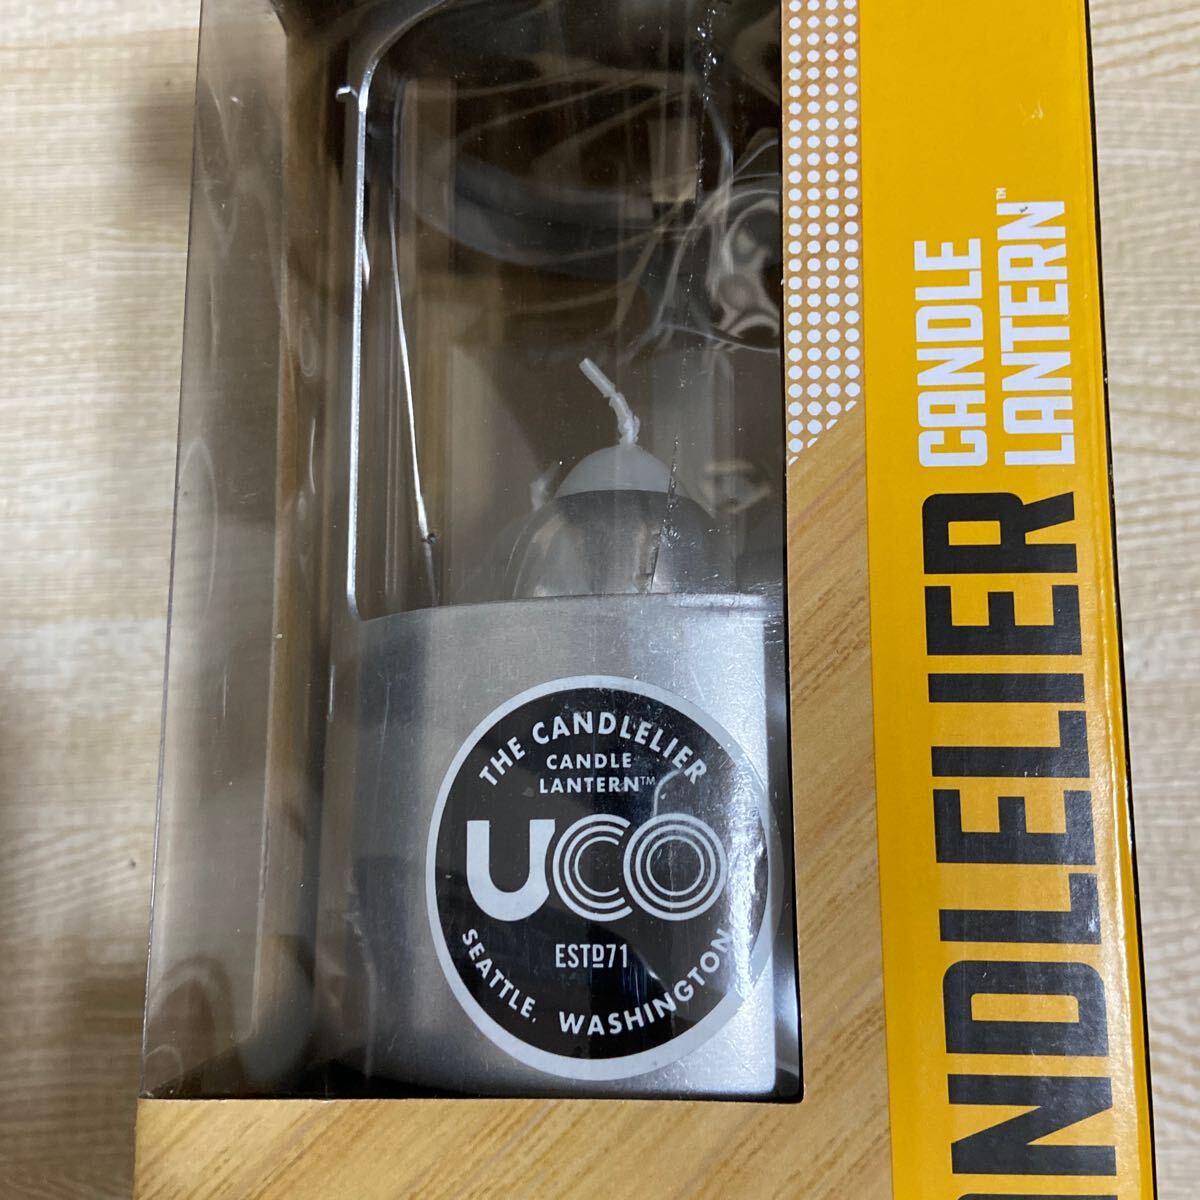 THE CANDLELIER
CANDLE
LANTERN™
UCO
ESTD71
SEATTLE, WASHINGTON
NDLELIER
CANDLE
LANTERN™